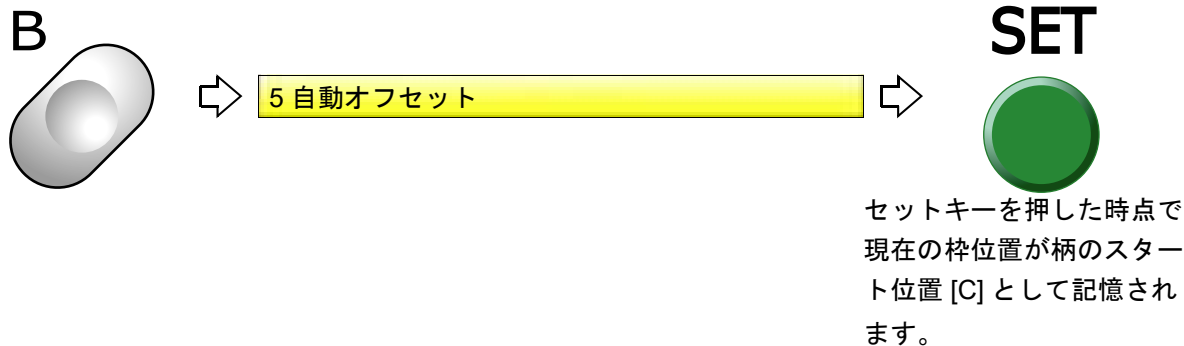 B
5 自動オフセット
SET
セットキーを押した時点で
現在の枠位置が柄のスター
ト位置 [C] として記憶され
ます。